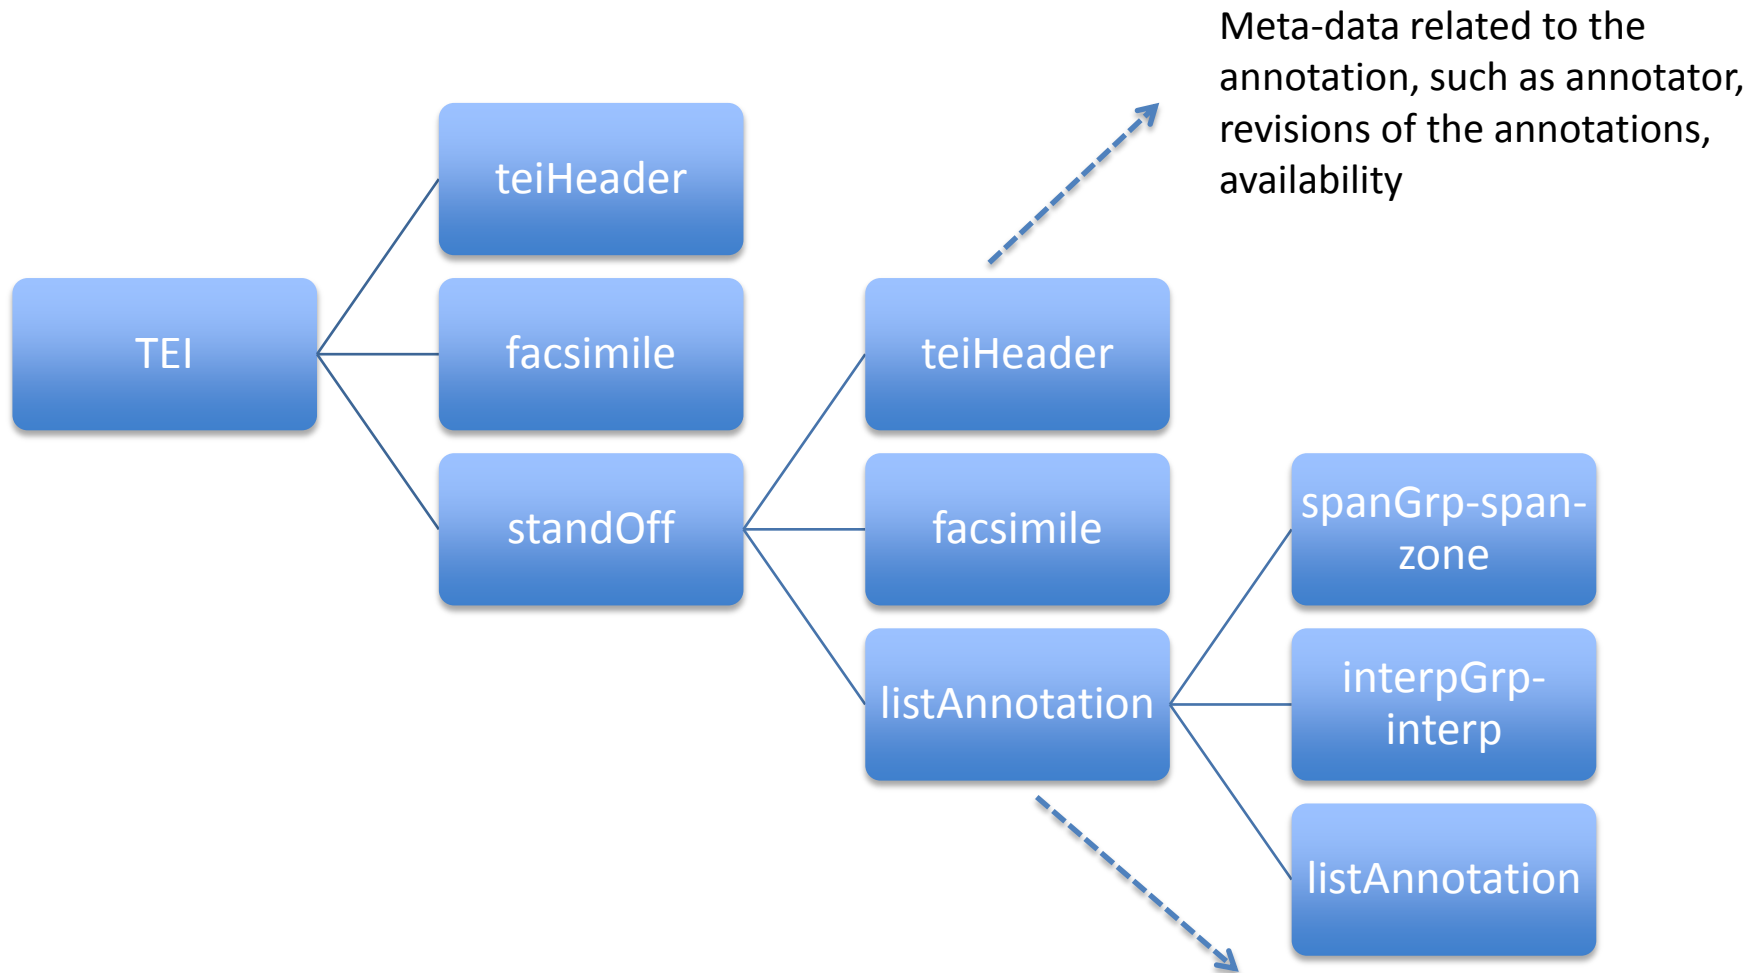 Meta-data related to the
annotation, such as annotator,
revisions of the annotations,
availability
teiHeader
TEI
facsimile
teiHeader
standOff
facsimile
spanGrp-span-
zone
listAnnotation
interpGrp-
interp
listAnnotation